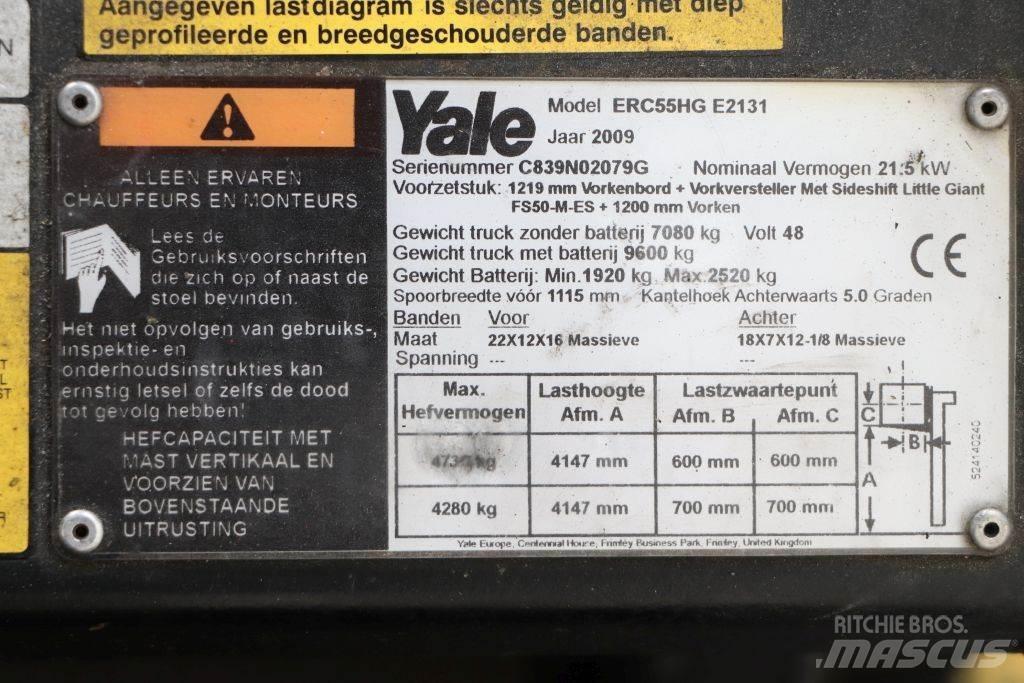 Aangegeven lastdiagram is slechts geldig met diep
geprofileerde en breedgeschouderde banden.
ALLEEN ERVAREN
CHAUFFEURS EN MONTEURS
Lees de
Gebruiksvoorschriften
die zich op of naast de
stoel bevinden.
Het niet opvolgen van gebruiks-,
inspektie- en
onderhoudsinstrukties kan
ernstig letsel of zelfs de dood
tot gevolg hebben!
HEFCAPACITEIT MET
MAST VERTIKAAL EN
VOORZIEN VAN
BOVENSTAANDE
UITRUSTING
Yale
Model ERC55HG E2131
Jaar 2009
Serienummer C839N02079G Nominaal Vermogen 21.5 kW
Voorzetstuk: 1219 mm Vorkenbord + Vorkversteller Met Sideshift Little Giant
FS50-M-ES + 1200 mm Vorken
Gewicht truck zonder batterij 7080 kg Volt 48
Gewicht truck met batterij 9600 kg
Gewicht Batterij: Min.1920 kg Max.2520 kg
Spoorbreedte vóór 1115 mm Kantelhoek Achterwaarts 5.0 Graden
CE
Banden Voor Achter
Maat 22X12X16 Massieve 18X7X12-1/8 Massieve
Spanning --- ---
Max. Lasthoogte Lastzwaartepunt
Hefvermogen Afm. A Afm. B Afm. C
kg 4147 mm 600 mm 600 mm
4280 kg 4147 mm 700 mm 700 mm
C
B
A
524140240
Yale Europe, Centennial House, Frimley Business Park, Frimley, United Kingdom
RITCHIE BROS.
MASCUS